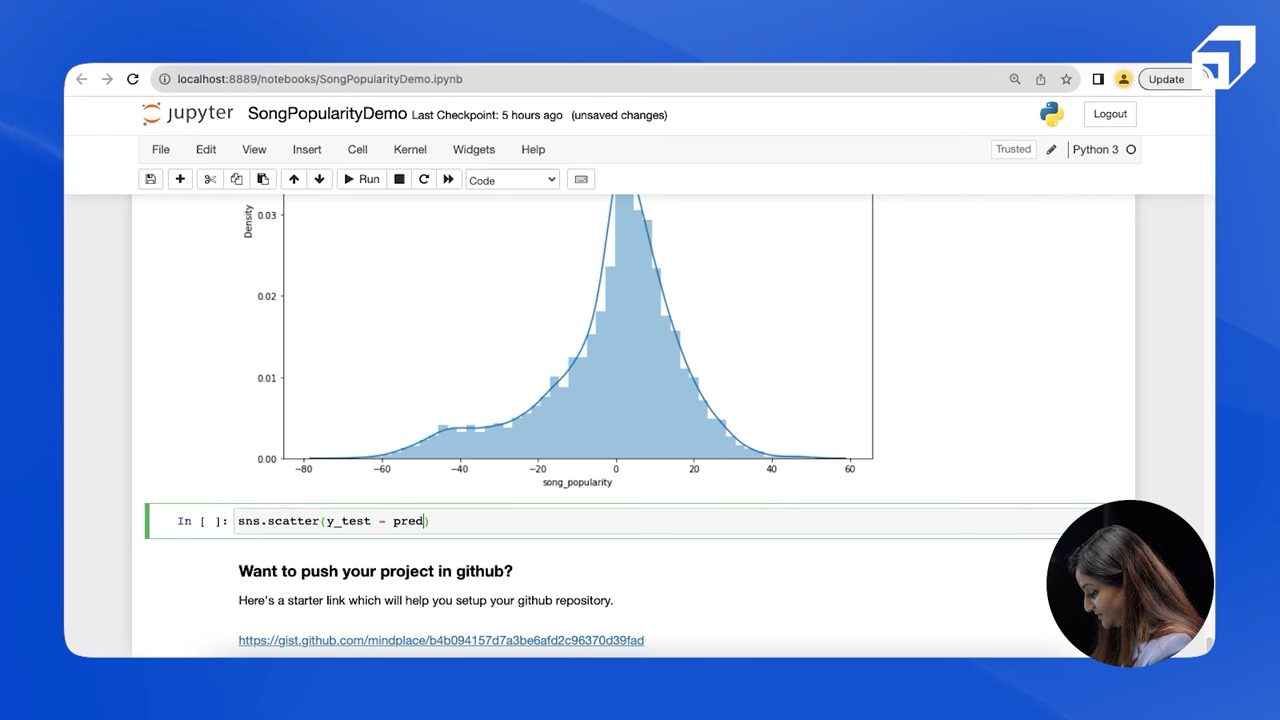 localhost:8889/notebooks/SongPopularityDemo.ipynb
Update
jupyter SongPopularityDemo Last Checkpoint: 5 hours ago (unsaved changes)
Logout
File Edit View Insert Cell Kernel Widgets Help
Trusted Python 3
Run Code
Density
0.03
0.02
0.01
0.00
−80 −60 −40 −20 0 20 40 60
song_popularity
In [ ]: sns.scatter(y_test - pred)
Want to push your project in github?
Here's a starter link which will help you setup your github repository.
https://gist.github.com/mindplace/b4b094157d7a3be6afd2c96370d39fad